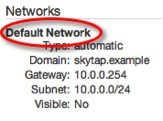 Networks
Default Network
Type: automatic
Domain: skytap.example
Gateway: 10.0.0.254
Subnet: 10.0.0.0/24
Visible: No